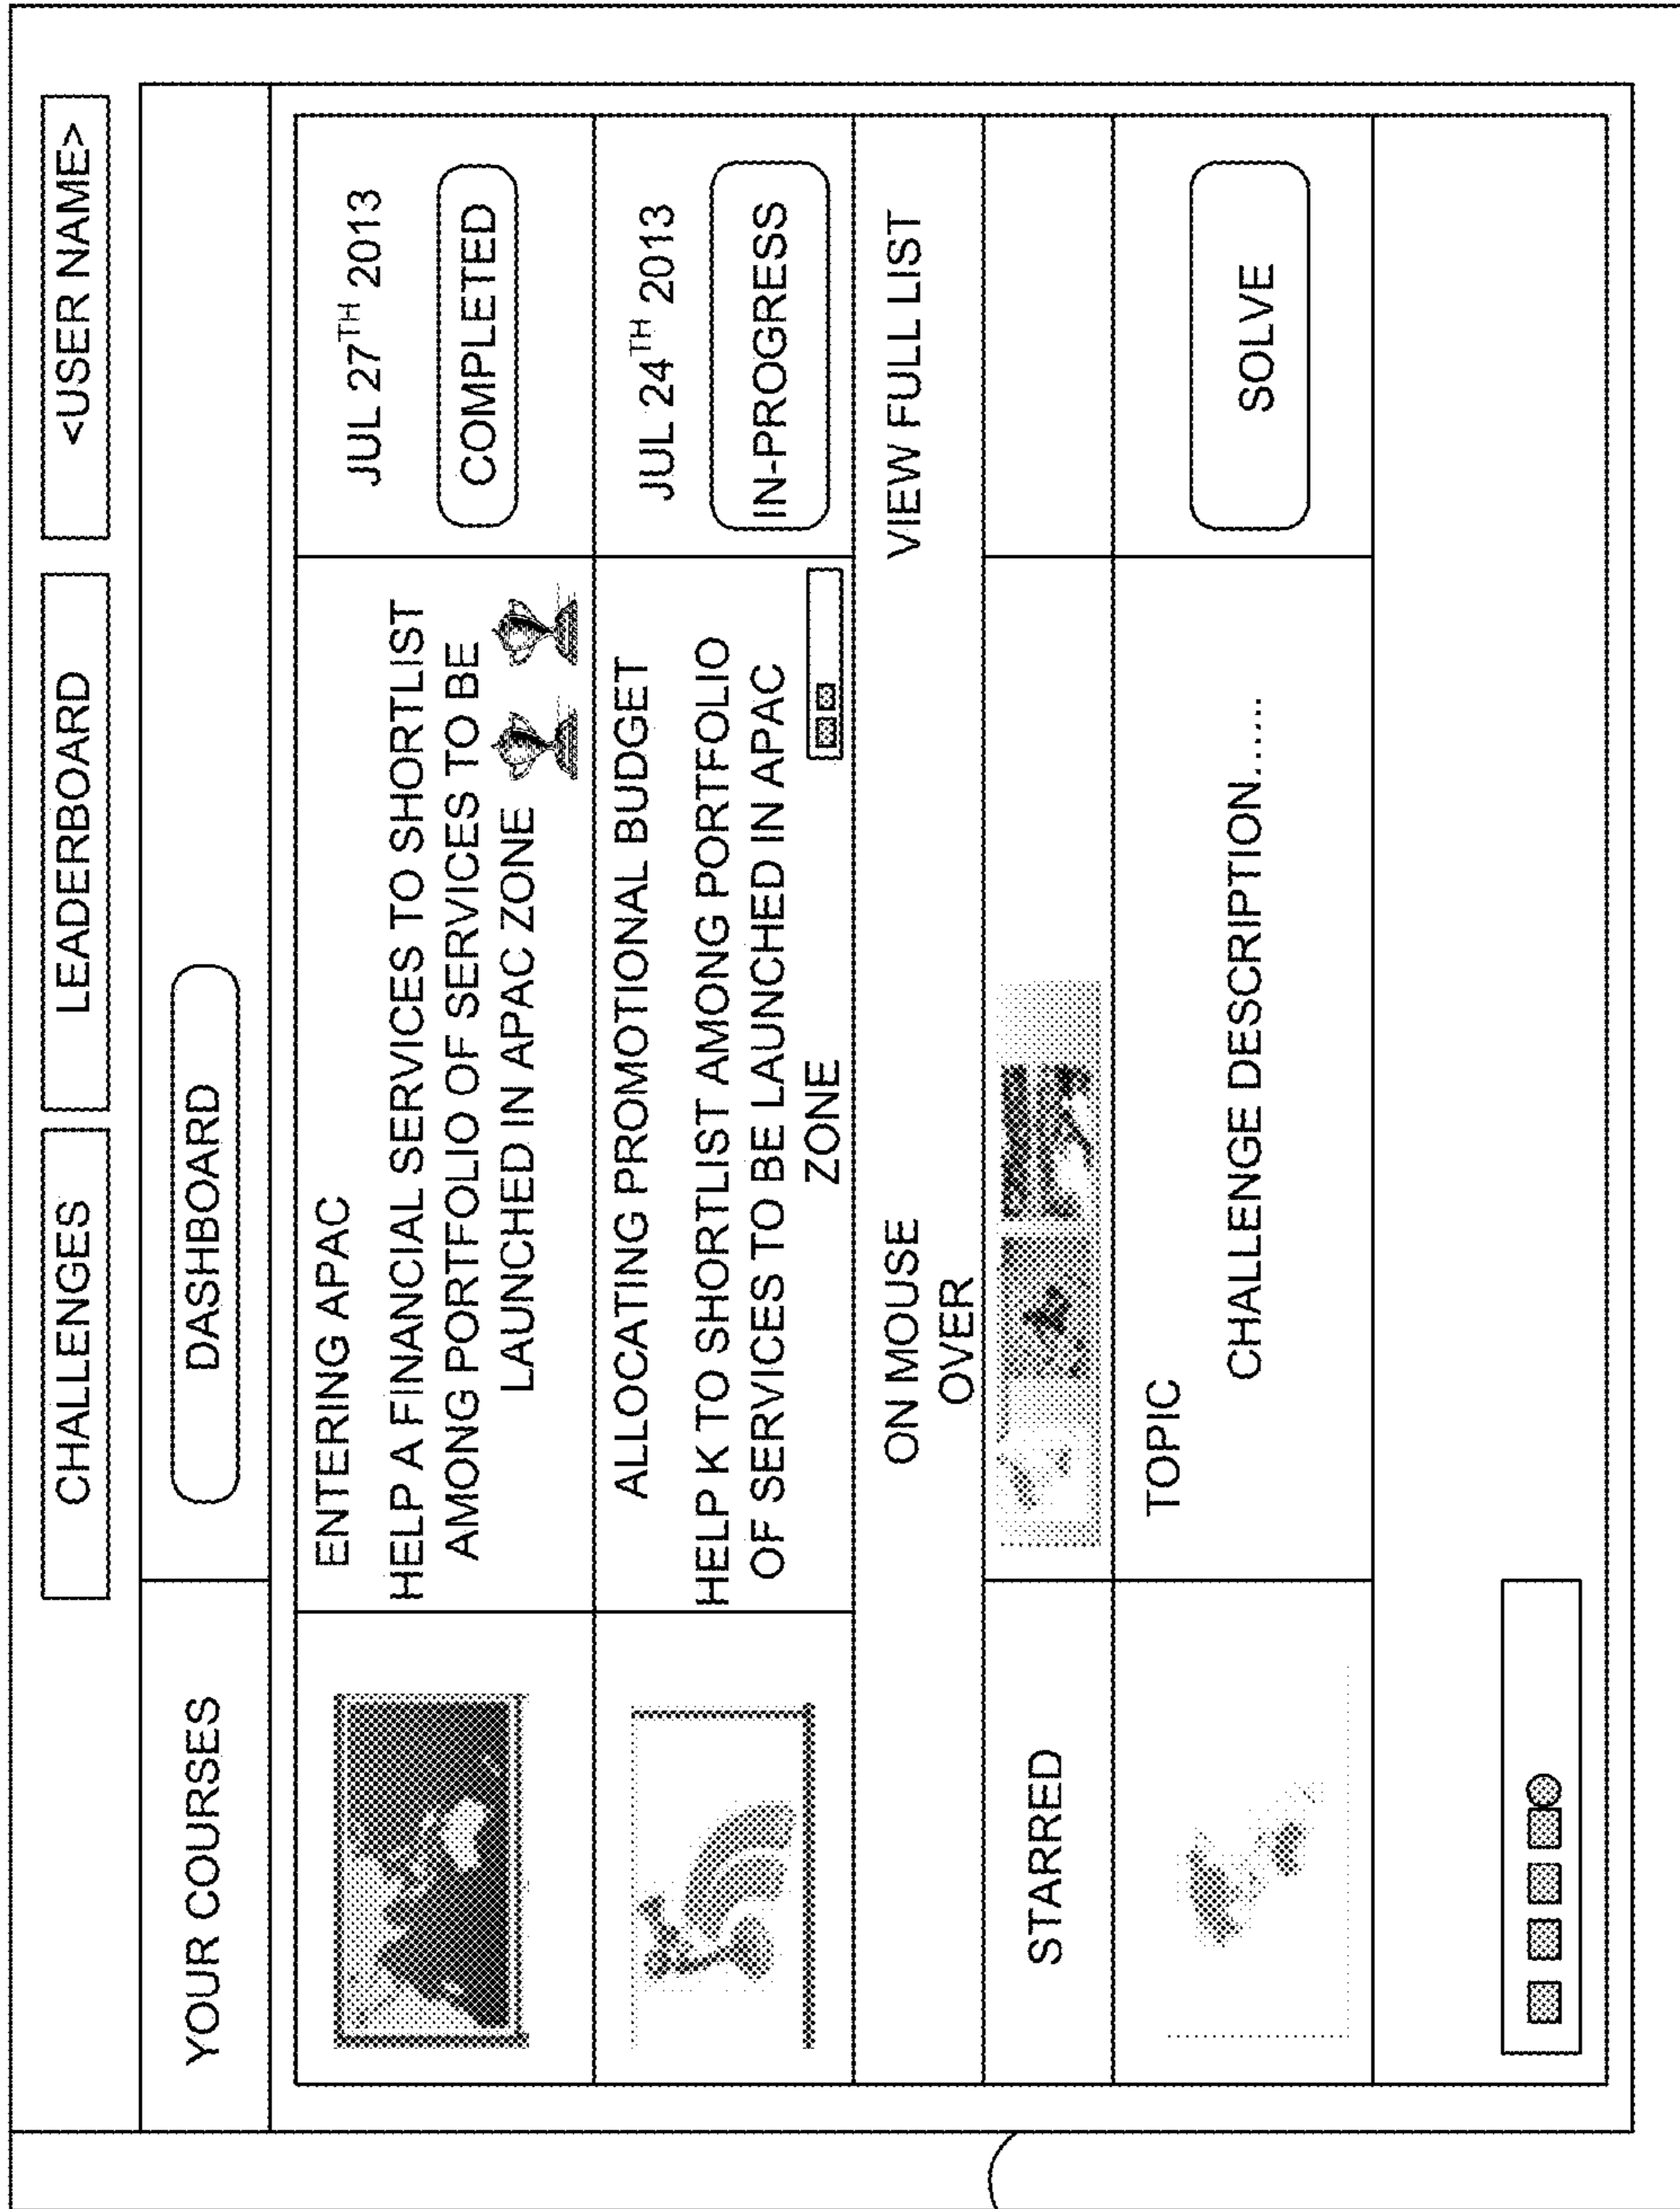 CHALLENGES
LEADERBOARD
<USER NAME>
YOUR COURSES
DASHBOARD
ENTERING APAC
HELP A FINANCIAL SERVICES TO SHORTLIST
AMONG PORTFOLIO OF SERVICES TO BE
LAUNCHED IN APAC ZONE
JUL 27TH 2013
COMPLETED
ALLOCATING PROMOTIONAL BUDGET
HELP K TO SHORTLIST AMONG PORTFOLIO
OF SERVICES TO BE LAUNCHED IN APAC
ZONE
JUL 24TH 2013
IN-PROGRESS
ON MOUSE
OVER
VIEW FULL LIST
STARRED
TOPIC
CHALLENGE DESCRIPTION.....
SOLVE